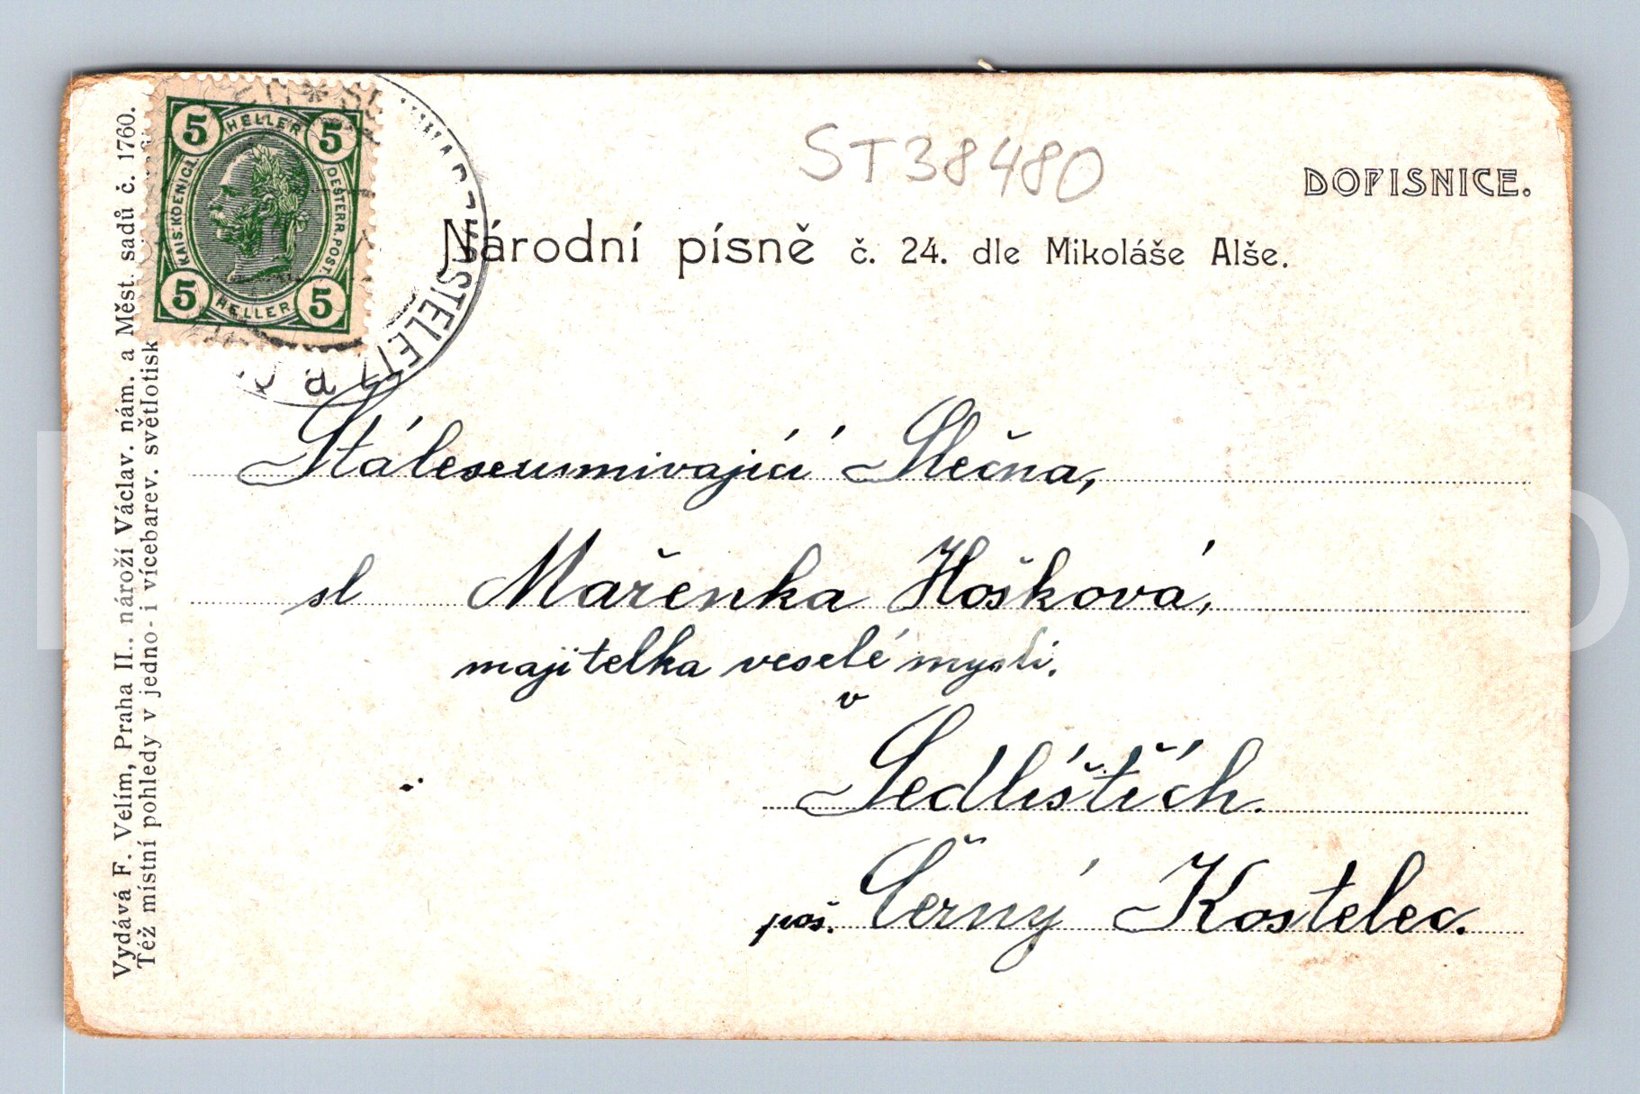 ST38480
DOPISNICE.
Národní písně č. 24. dle Mikoláše Alše.
5 HELLER 5
KAIS. KOENIGL. OESTERR. POST.
5 HELLER 5
Stáleseusmívající Slečna,
sl Mařenka Hošková,
majitelka veselé mysli.
v
Sedlištích.
poš. Černý Kostelec.
Vydává F. Velím, Praha II., nároží Václav. nám. a Měst. sadů č. 1760.
Též místní pohledy v jedno- i vícebarev. světlotisk